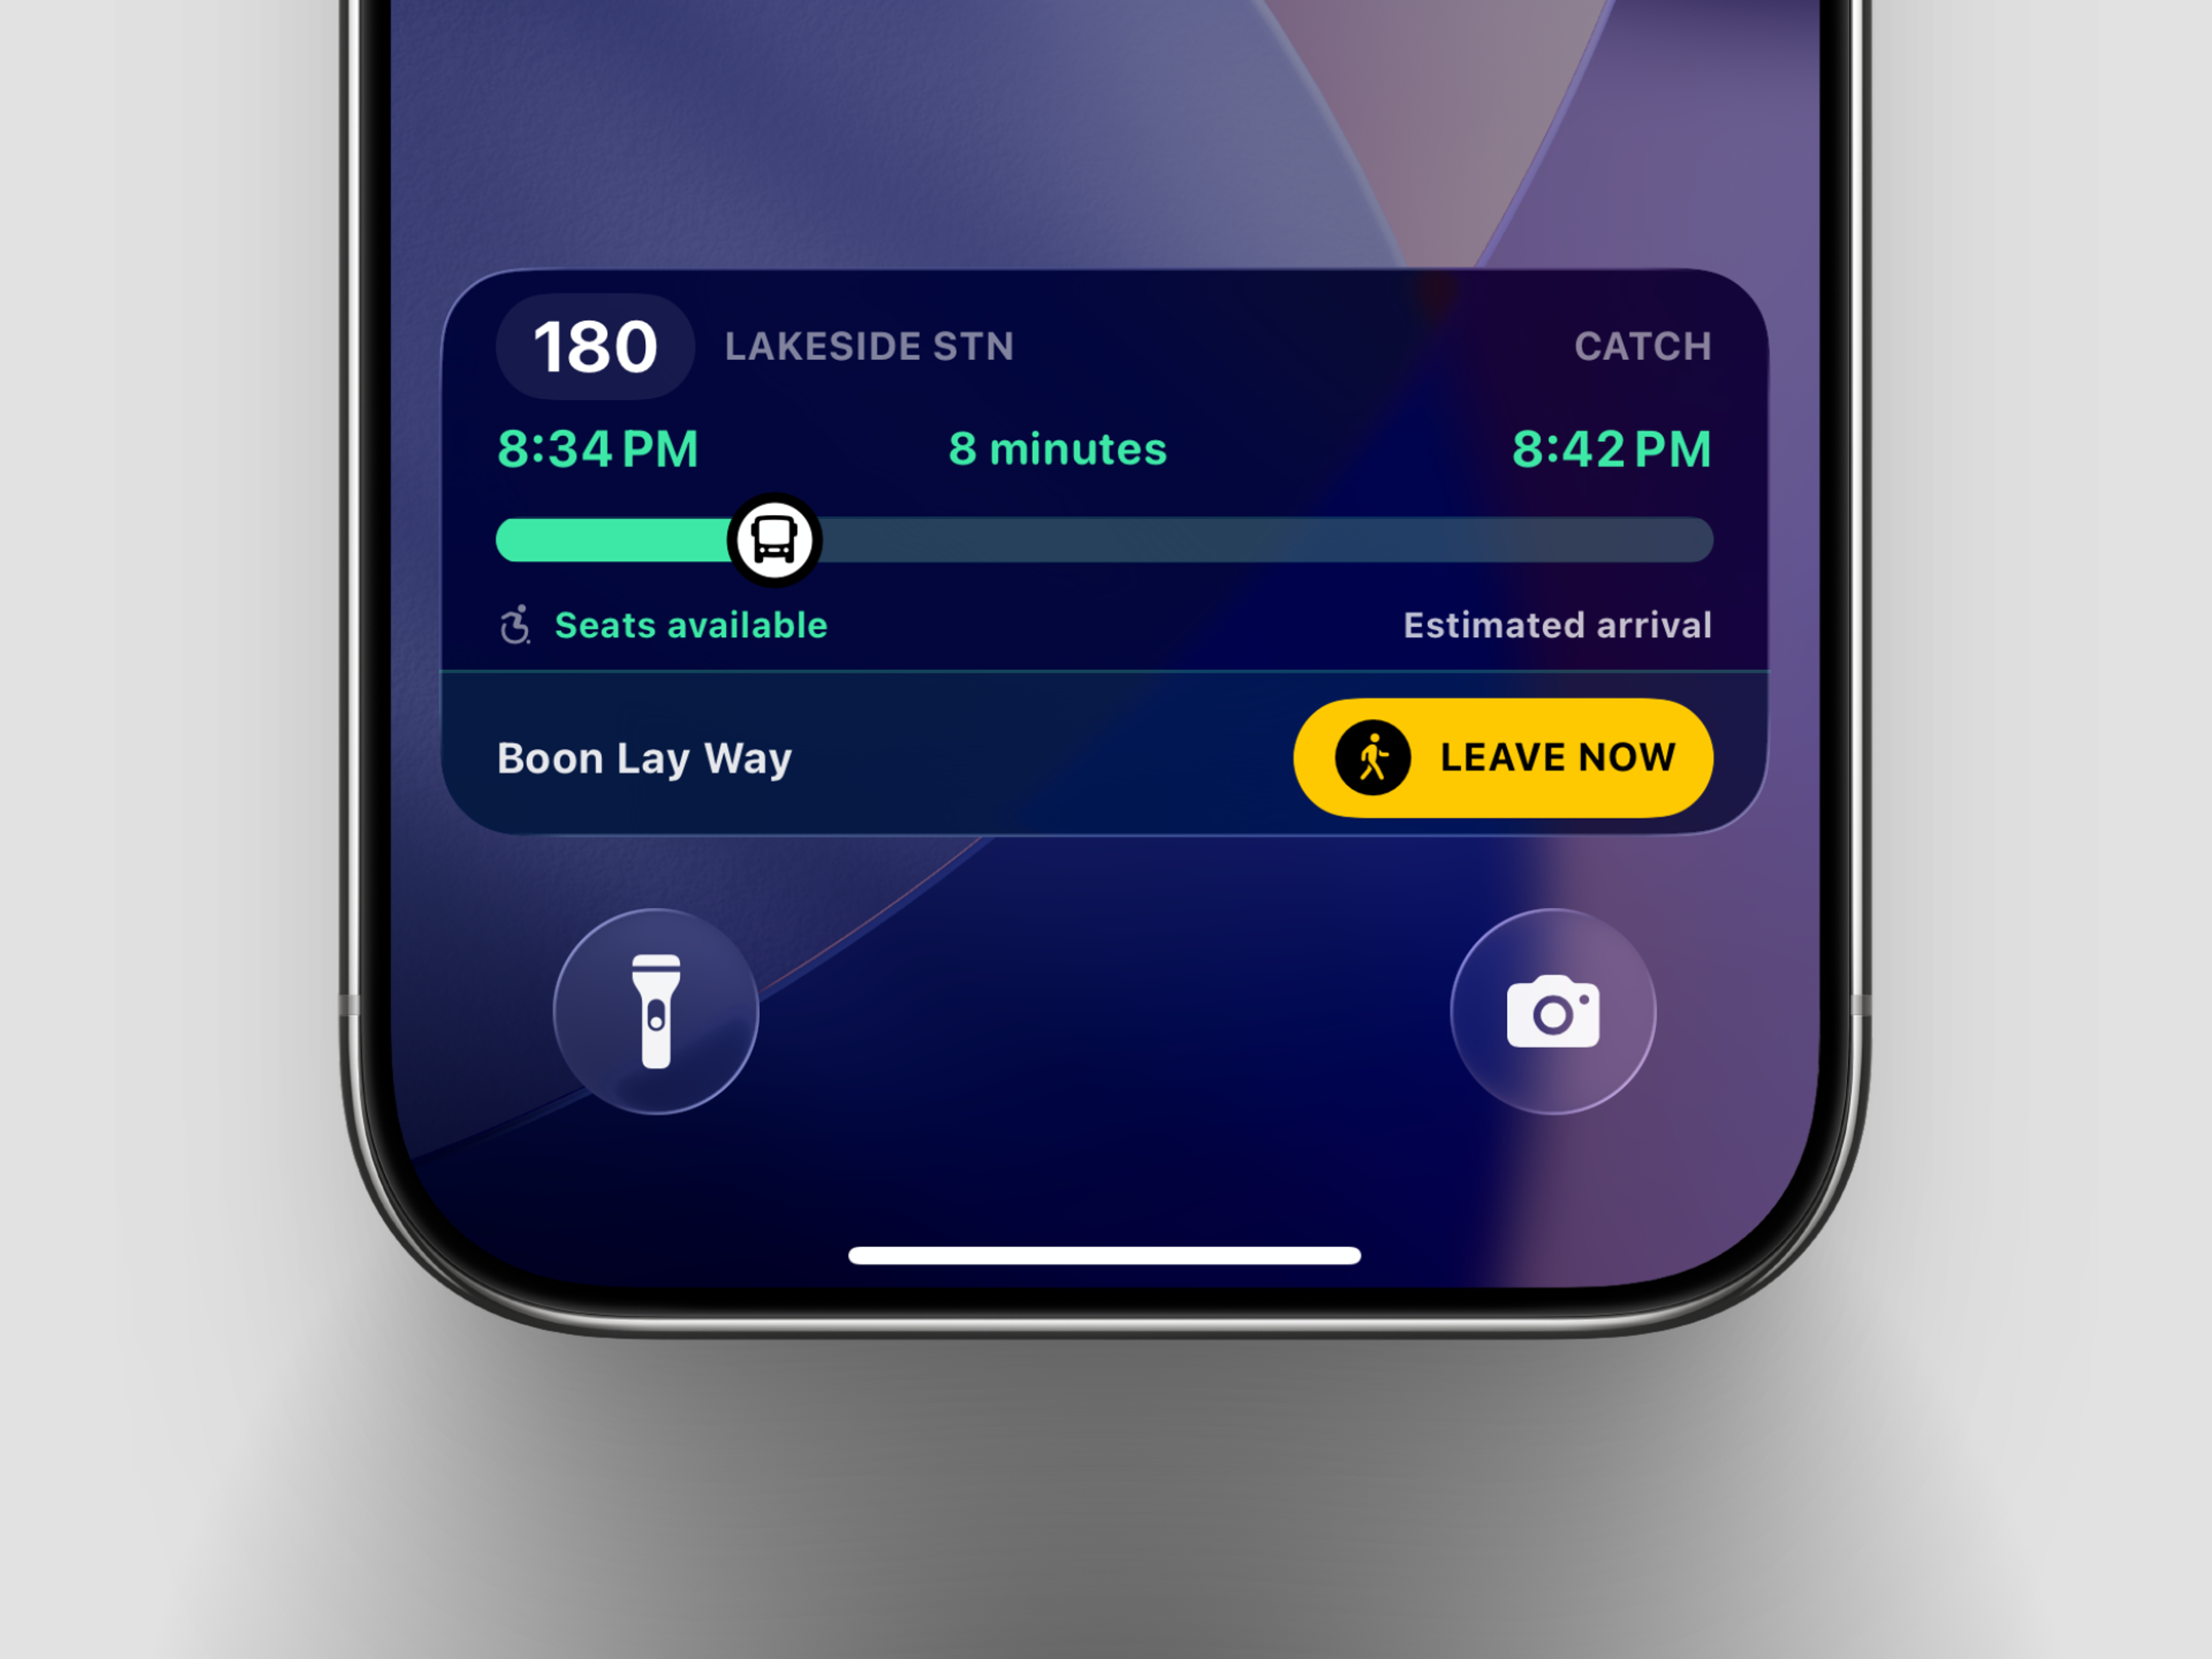 180 LAKESIDE STN CATCH
8:34 PM 8 minutes 8:42 PM
Seats available Estimated arrival
Boon Lay Way LEAVE NOW